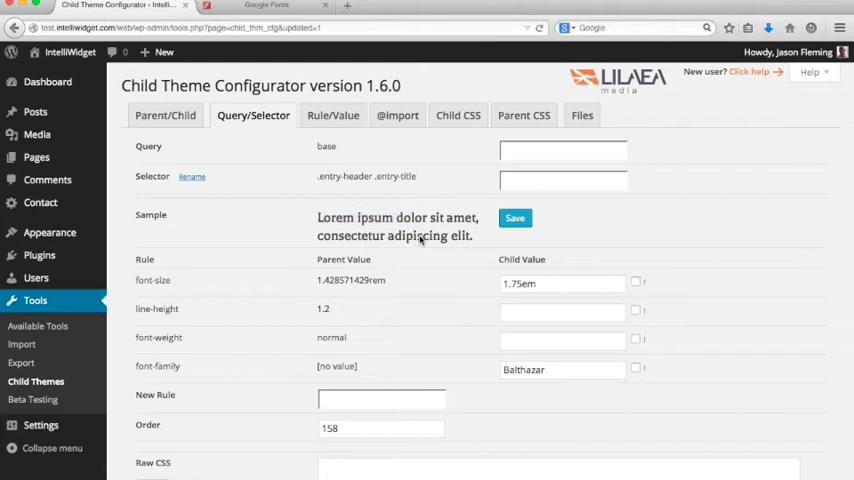 Child Theme Configurator ‹ Intelli...
Google Fonts
test.intelliwidget.com/web/wp-admin/tools.php?page=chld_thm_cfg&updated=1
Google
IntelliWidget
0
+ New
Howdy, Jason Fleming
Dashboard
Posts
Media
Pages
Comments
Contact
Appearance
Plugins
Users
Tools
Available Tools
Import
Export
Child Themes
Beta Testing
Settings
Collapse menu
Child Theme Configurator version 1.6.0
LILAEA
media
New user? Click help →
Help
Parent/Child
Query/Selector
Rule/Value
@import
Child CSS
Parent CSS
Files
Query base
Selector Rename .entry-header .entry-title
Sample
Lorem ipsum dolor sit amet,
consectetur adipiscing elit.
Save
Rule Parent Value Child Value
font-size 1.428571429rem 1.75em !
line-height 1.2 !
font-weight normal !
font-family [no value] Balthazar !
New Rule
Order 158
Raw CSS